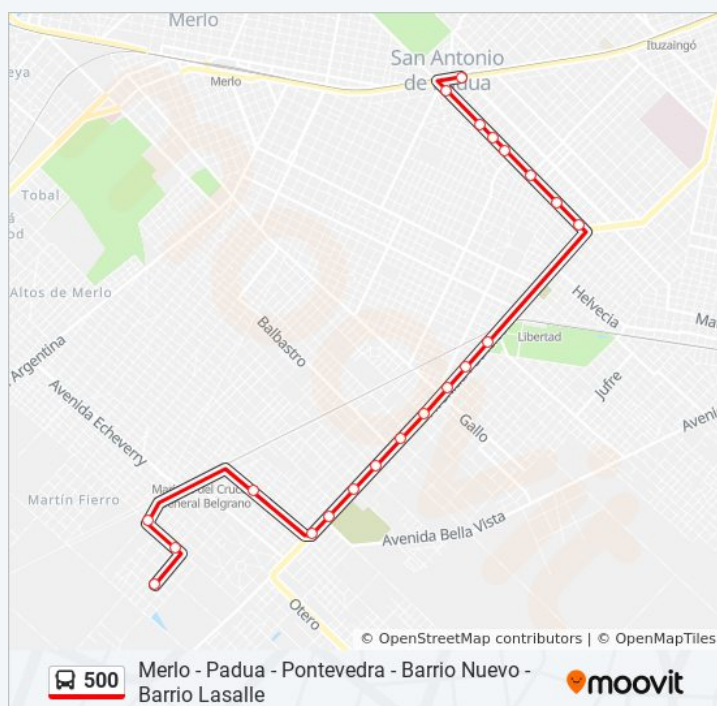 Merlo
San Antonio
de Padua
Ituzaingó
Merlo
Tobal
Altos de Merlo
Helvecia
Libertad
Balbastro
Argentina
Jufre
Avenida Echeverry
Gallo
Martín Fierro
General Belgrano
Avenida Bella Vista
Otero
© OpenStreetMap contributors | © OpenMapTiles
500
Merlo - Padua - Pontevedra - Barrio Nuevo -
Barrio Lasalle
moovit